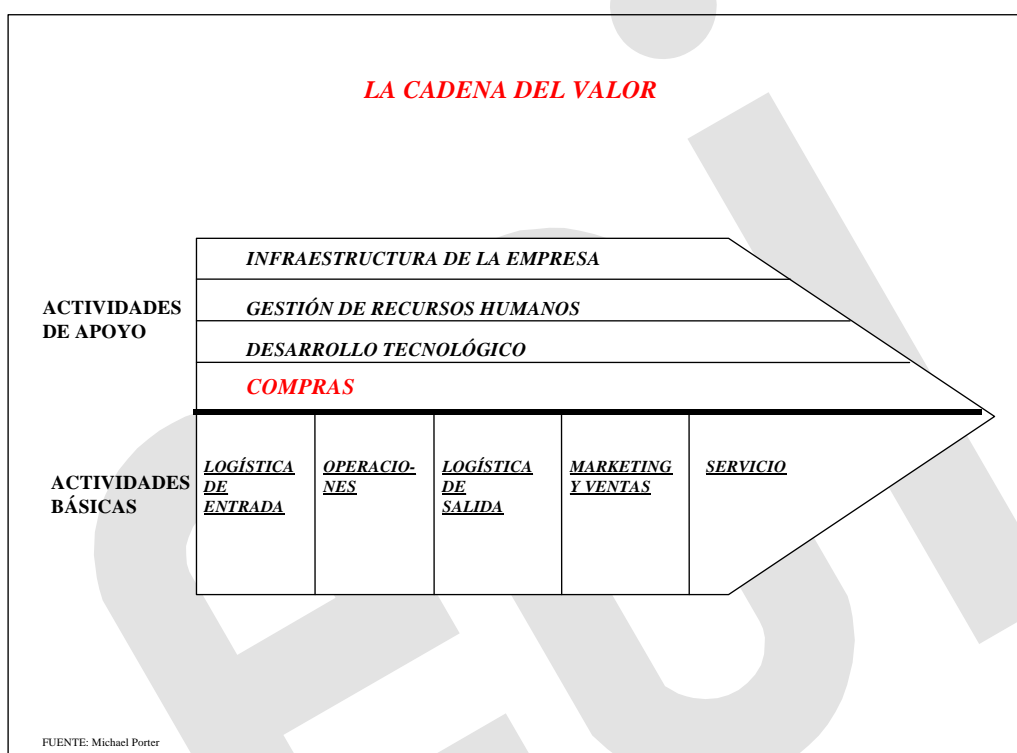 LA CADENA DEL VALOR
INFRAESTRUCTURA DE LA EMPRESA
ACTIVIDADES
DE APOYO
GESTIÓN DE RECURSOS HUMANOS
DESARROLLO TECNOLÓGICO
COMPRAS
ACTIVIDADES
BÁSICAS
LOGÍSTICA
DE
ENTRADA
OPERACIO-
NES
LOGÍSTICA
DE
SALIDA
MARKETING
Y VENTAS
SERVICIO
FUENTE: Michael Porter